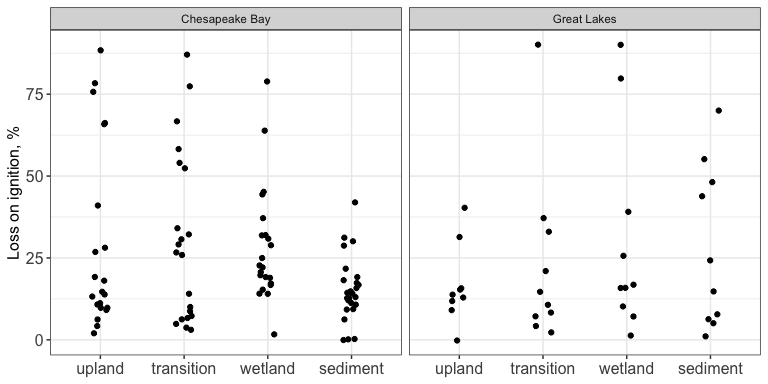 Chesapeake Bay
Great Lakes
Loss on ignition, %
75
50
25
0
upland transition wetland sediment
upland transition wetland sediment